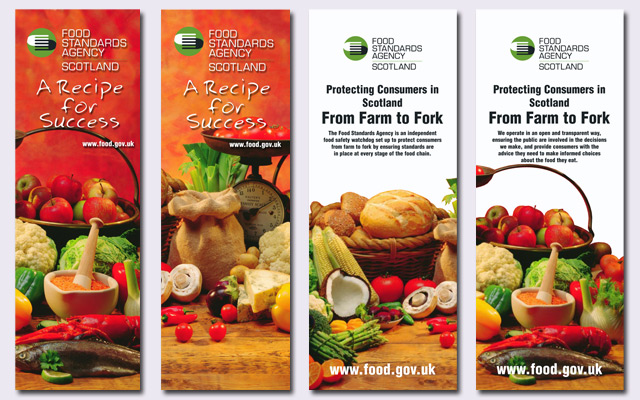 FOOD
STANDARDS
AGENCY
SCOTLAND
A Recipe
for
Success
www.food.gov.uk
FOOD
STANDARDS
AGENCY
SCOTLAND
A Recipe
for
Success
www.food.gov.uk
FOOD
STANDARDS
AGENCY
SCOTLAND
Protecting Consumers in
Scotland
From Farm to Fork
The Food Standards Agency is an independent
food safety watchdog set up to protect consumers
from farm to fork by ensuring standards are
in place at every stage of the food chain.
www.food.gov.uk
FOOD
STANDARDS
AGENCY
SCOTLAND
Protecting Consumers in
Scotland
From Farm to Fork
We operate in an open and transparent way,
ensuring the public are involved in the decisions
we make, and provide consumers with the
advice they need to make informed choices
about the food they eat.
www.food.gov.uk